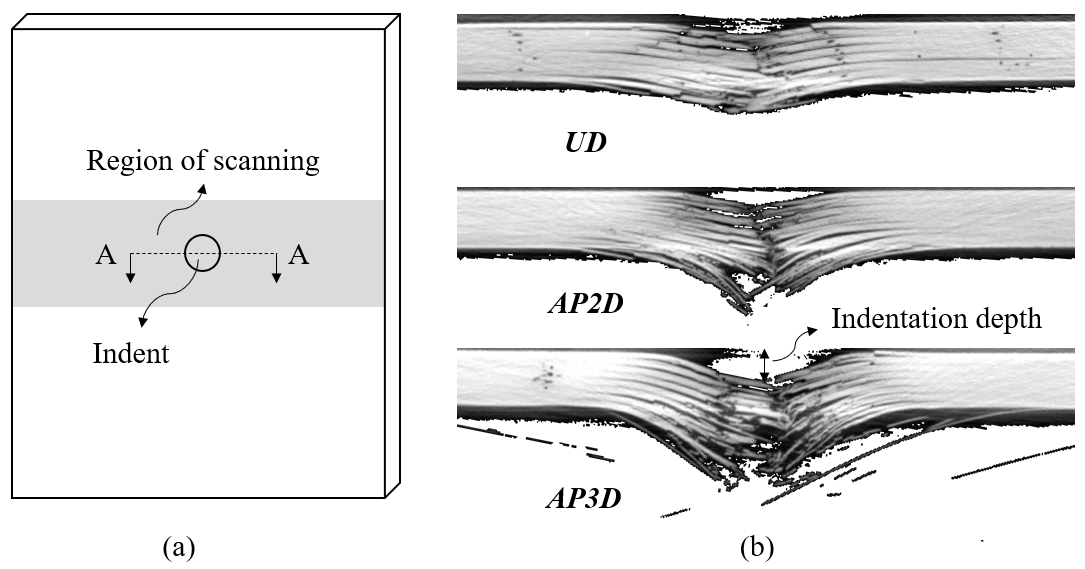 Region of scanning
A A
Indent
(a)
UD
AP2D
Indentation depth
AP3D
(b)